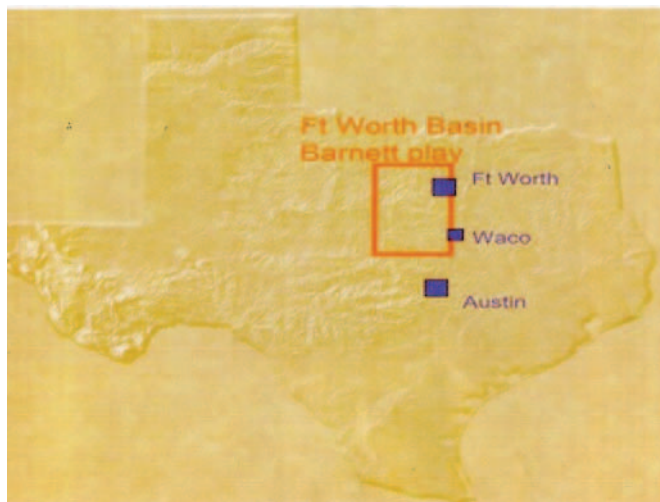 Ft Worth Basin
Barnett play
Ft Worth
Waco
Austin